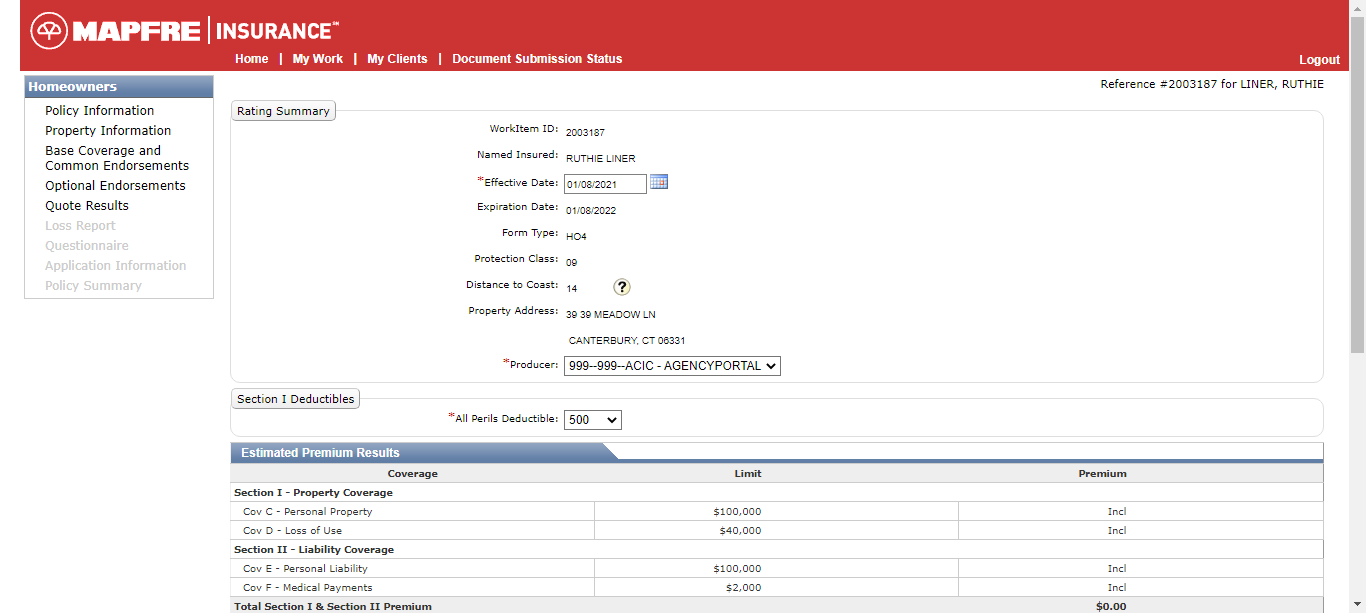 MAPFRE | INSURANCE℠
Home | My Work | My Clients | Document Submission Status
Logout
Reference #2003187 for LINER, RUTHIE
Homeowners
Policy Information
Property Information
Base Coverage and
Common Endorsements
Optional Endorsements
Quote Results
Loss Report
Questionnaire
Application Information
Policy Summary
Rating Summary
WorkItem ID: 2003187
Named Insured: RUTHIE LINER
*Effective Date: 01/08/2021
Expiration Date: 01/08/2022
Form Type: HO4
Protection Class: 09
Distance to Coast: 14 ?
Property Address: 39 39 MEADOW LN
CANTERBURY, CT 06331
*Producer: 999--999--ACIC - AGENCYPORTAL
Section I Deductibles
*All Perils Deductible: 500
Estimated Premium Results
Coverage Limit Premium
Section I - Property Coverage
Cov C - Personal Property $100,000 Incl
Cov D - Loss of Use $40,000 Incl
Section II - Liability Coverage
Cov E - Personal Liability $100,000 Incl
Cov F - Medical Payments $2,000 Incl
Total Section I & Section II Premium $0.00